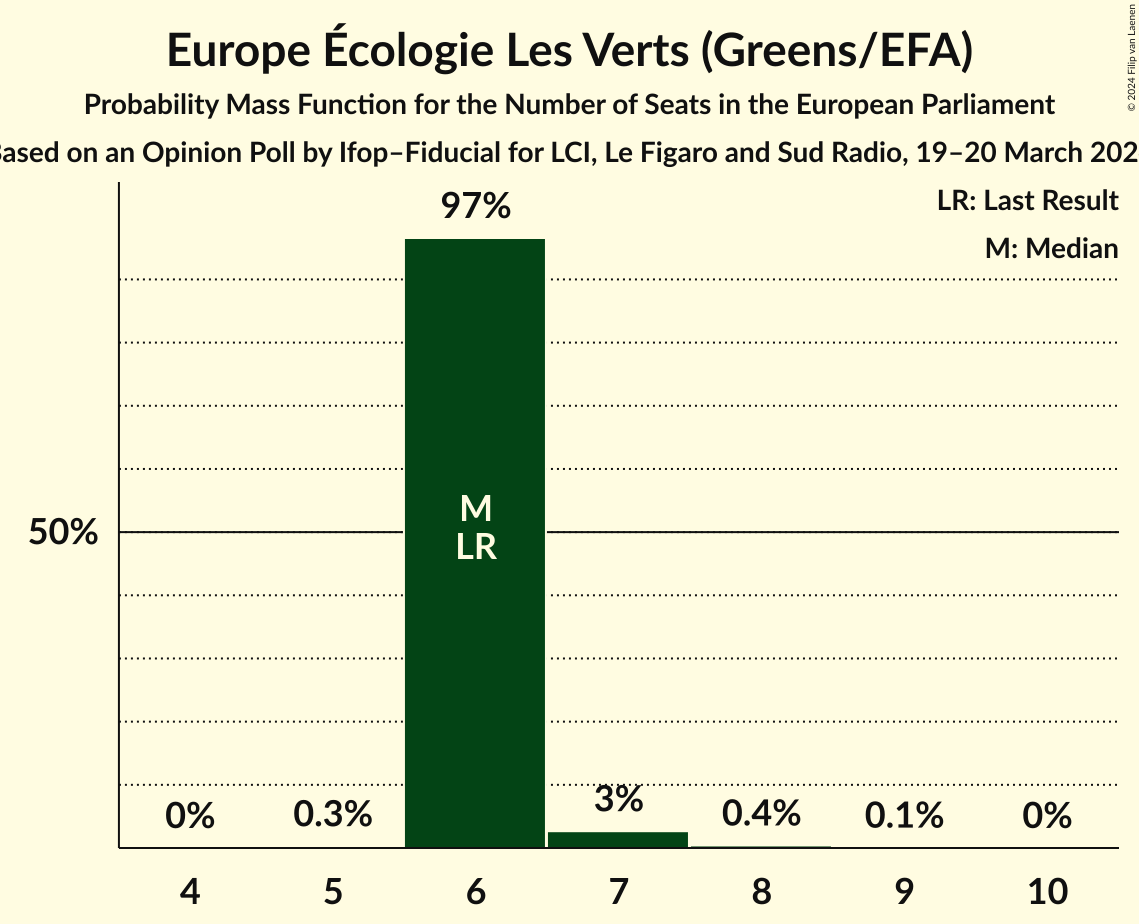 Europe Écologie Les Verts (Greens/EFA)
Probability Mass Function for the Number of Seats in the European Parliament
ased on an Opinion Poll by Ifop–Fiducial for LCI, Le Figaro and Sud Radio, 19–20 March 202
© 2024 Filip van Laenen
LR: Last Result
M: Median
97%
50%
M
LR
0%
0.3%
3%
0.4%
0.1%
0%
4
5
6
7
8
9
10